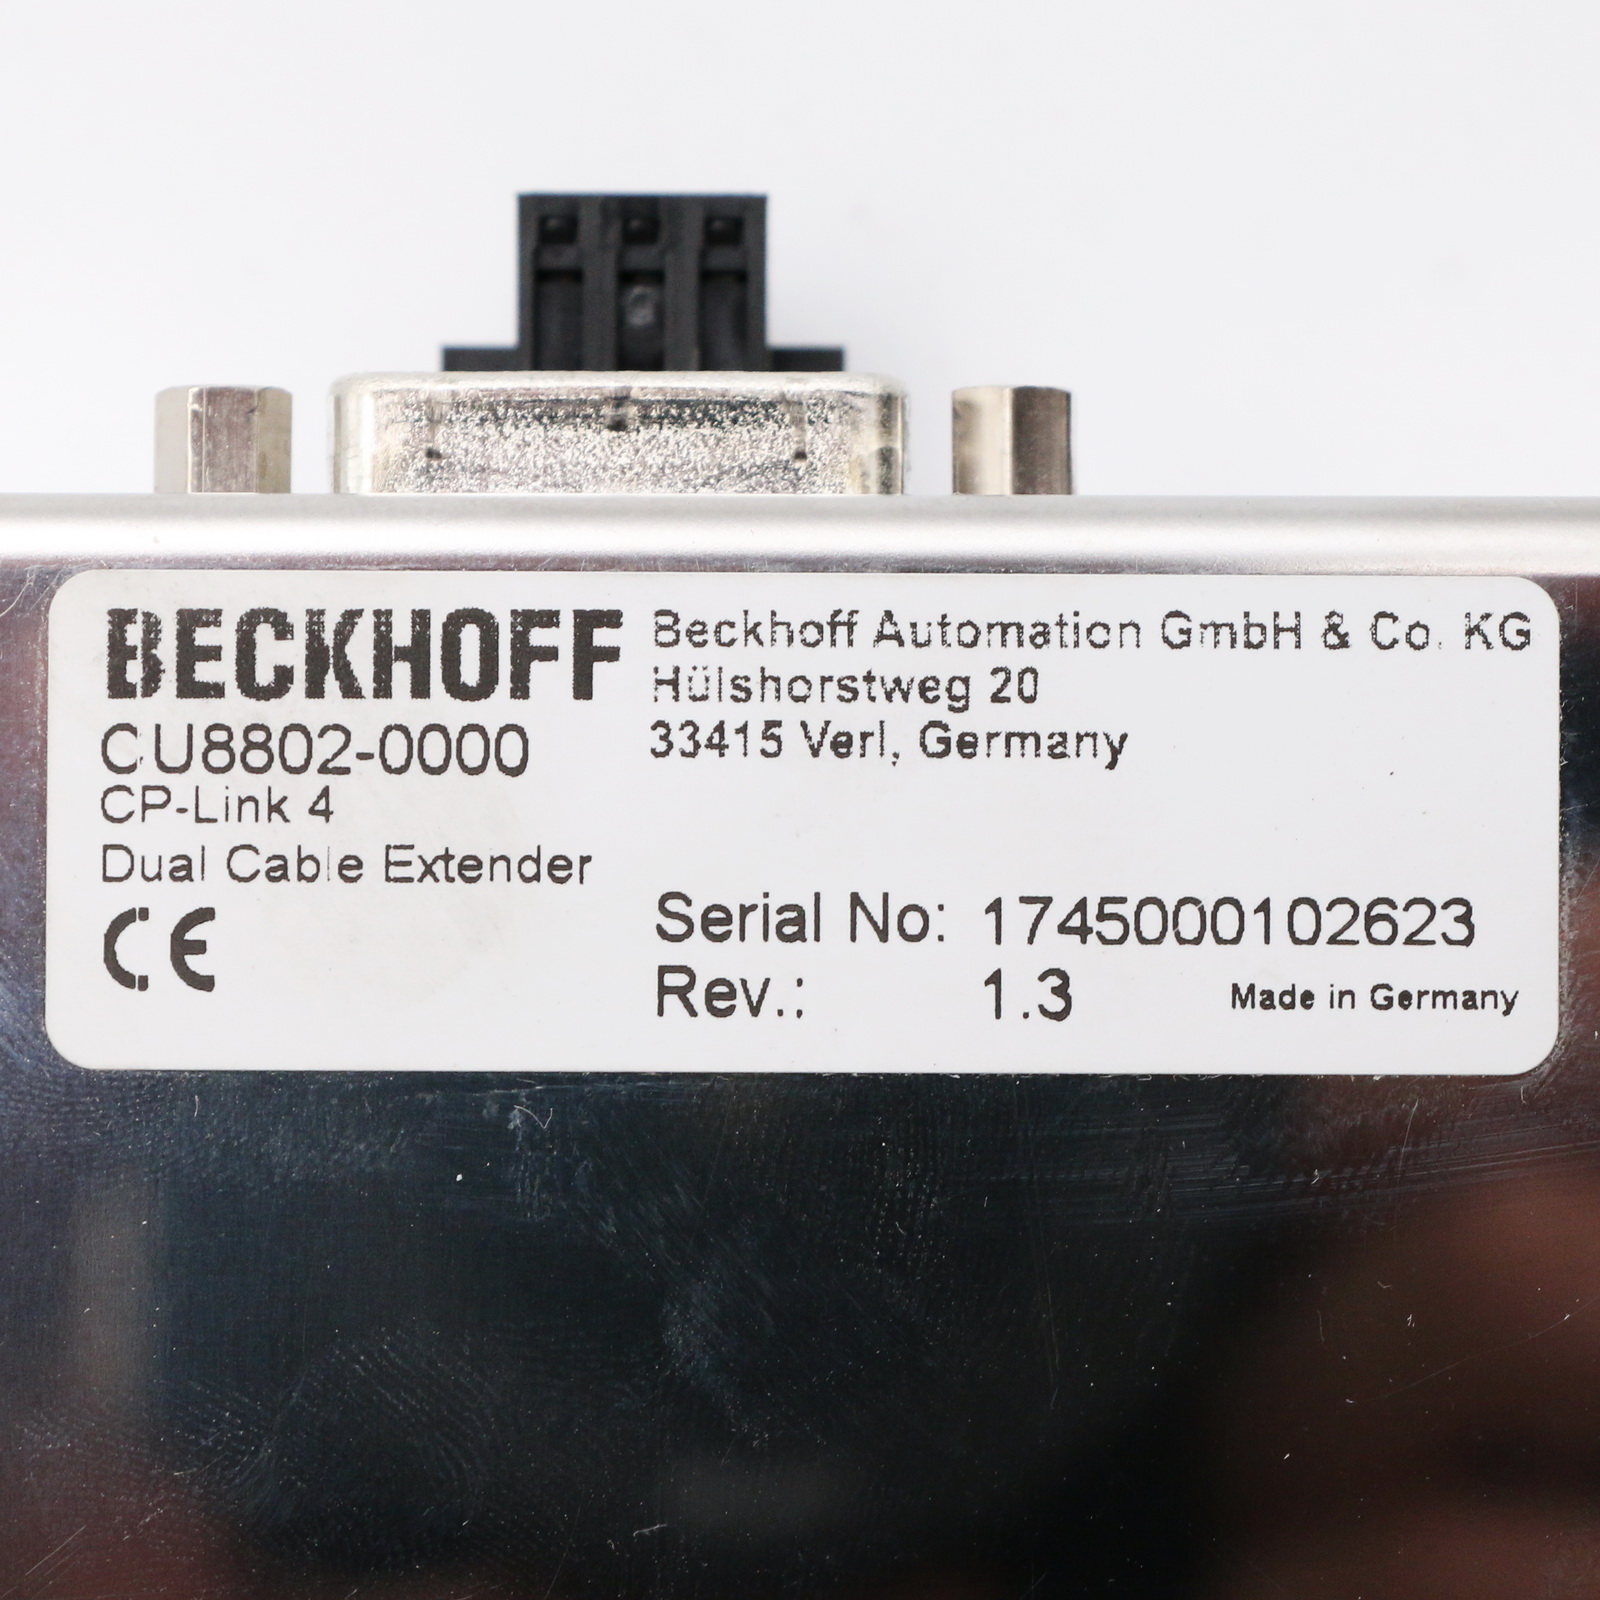 BECKHOFF
CU8802-0000
CP-Link 4
Dual Cable Extender
CE
Beckhoff Automation GmbH & Co. KG
Hülshorstweg 20
33415 Verl, Germany
Serial No: 1745000102623
Rev.: 1.3
Made in Germany